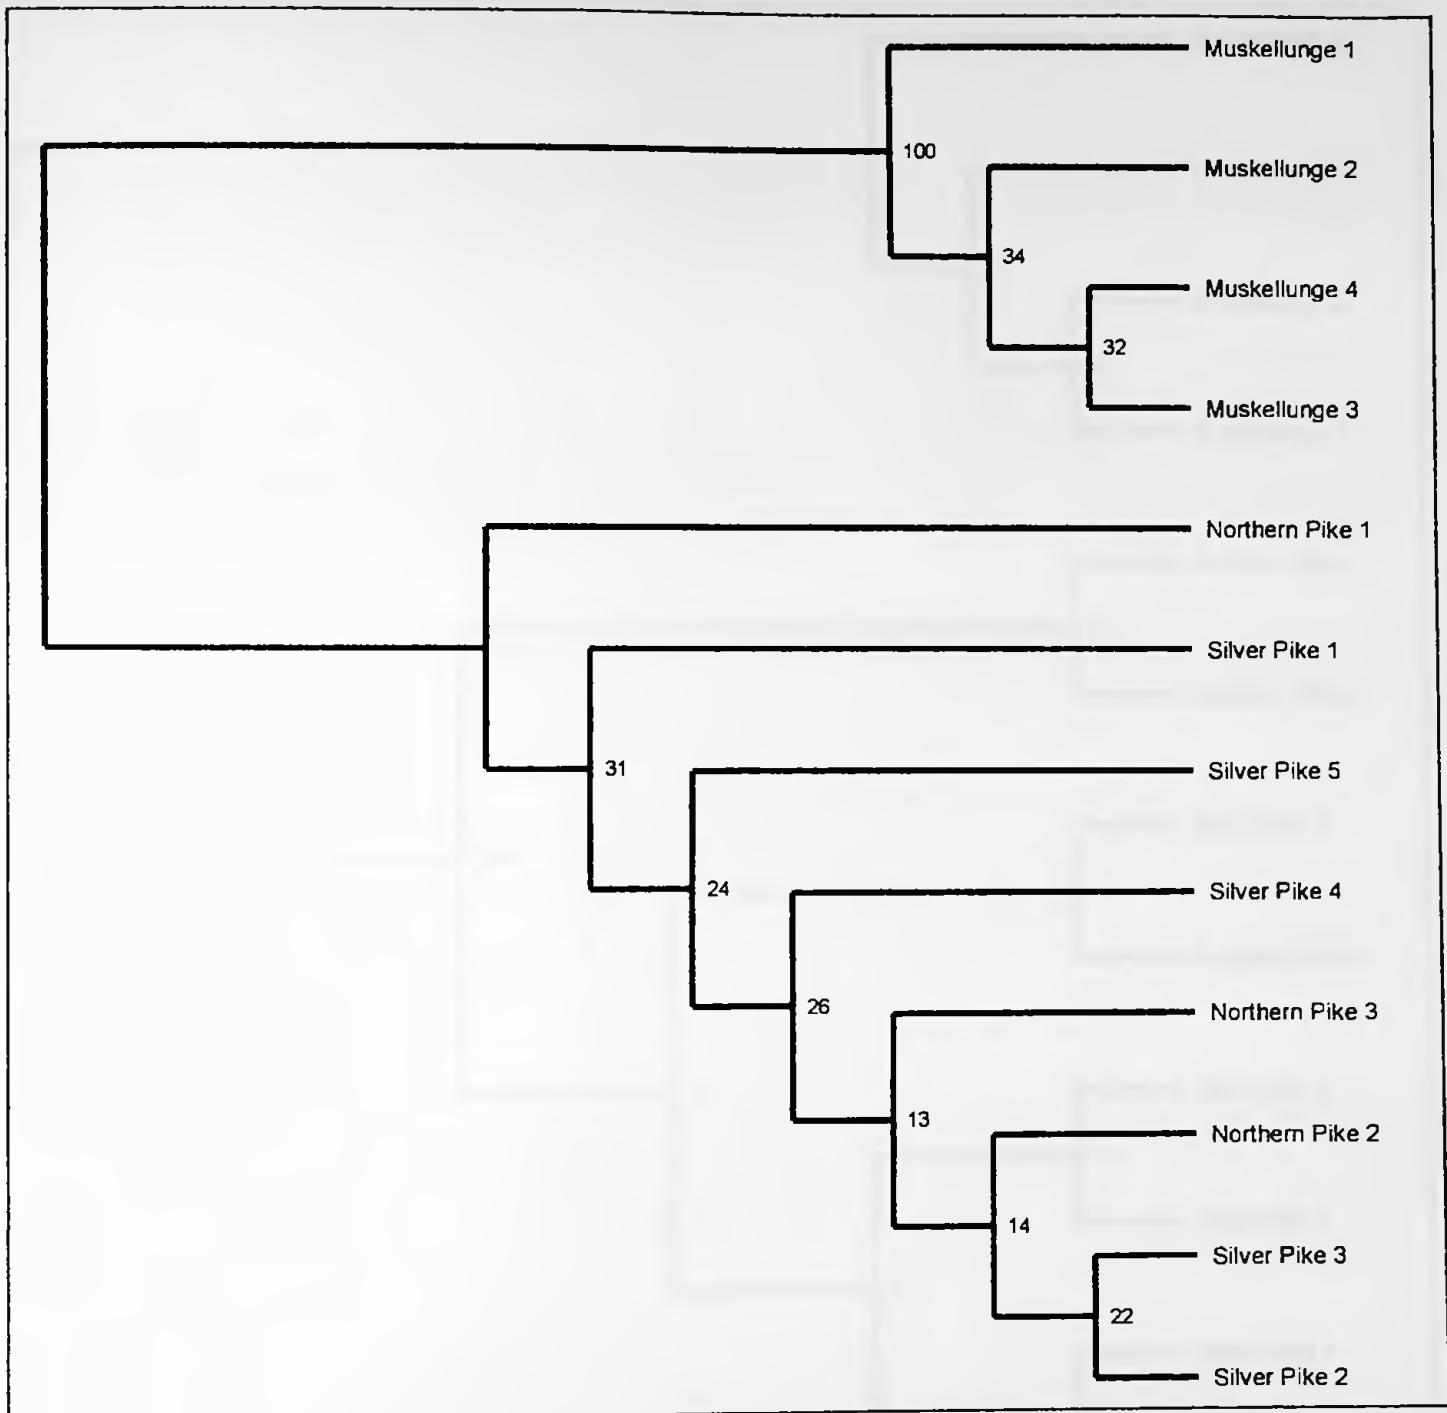 Muskellunge 1
100
Muskellunge 2
34
Muskellunge 4
32
Muskellunge 3
Northern Pike 1
Silver Pike 1
31
Silver Pike 5
24
Silver Pike 4
26
Northern Pike 3
13
Northern Pike 2
14
Silver Pike 3
22
Silver Pike 2